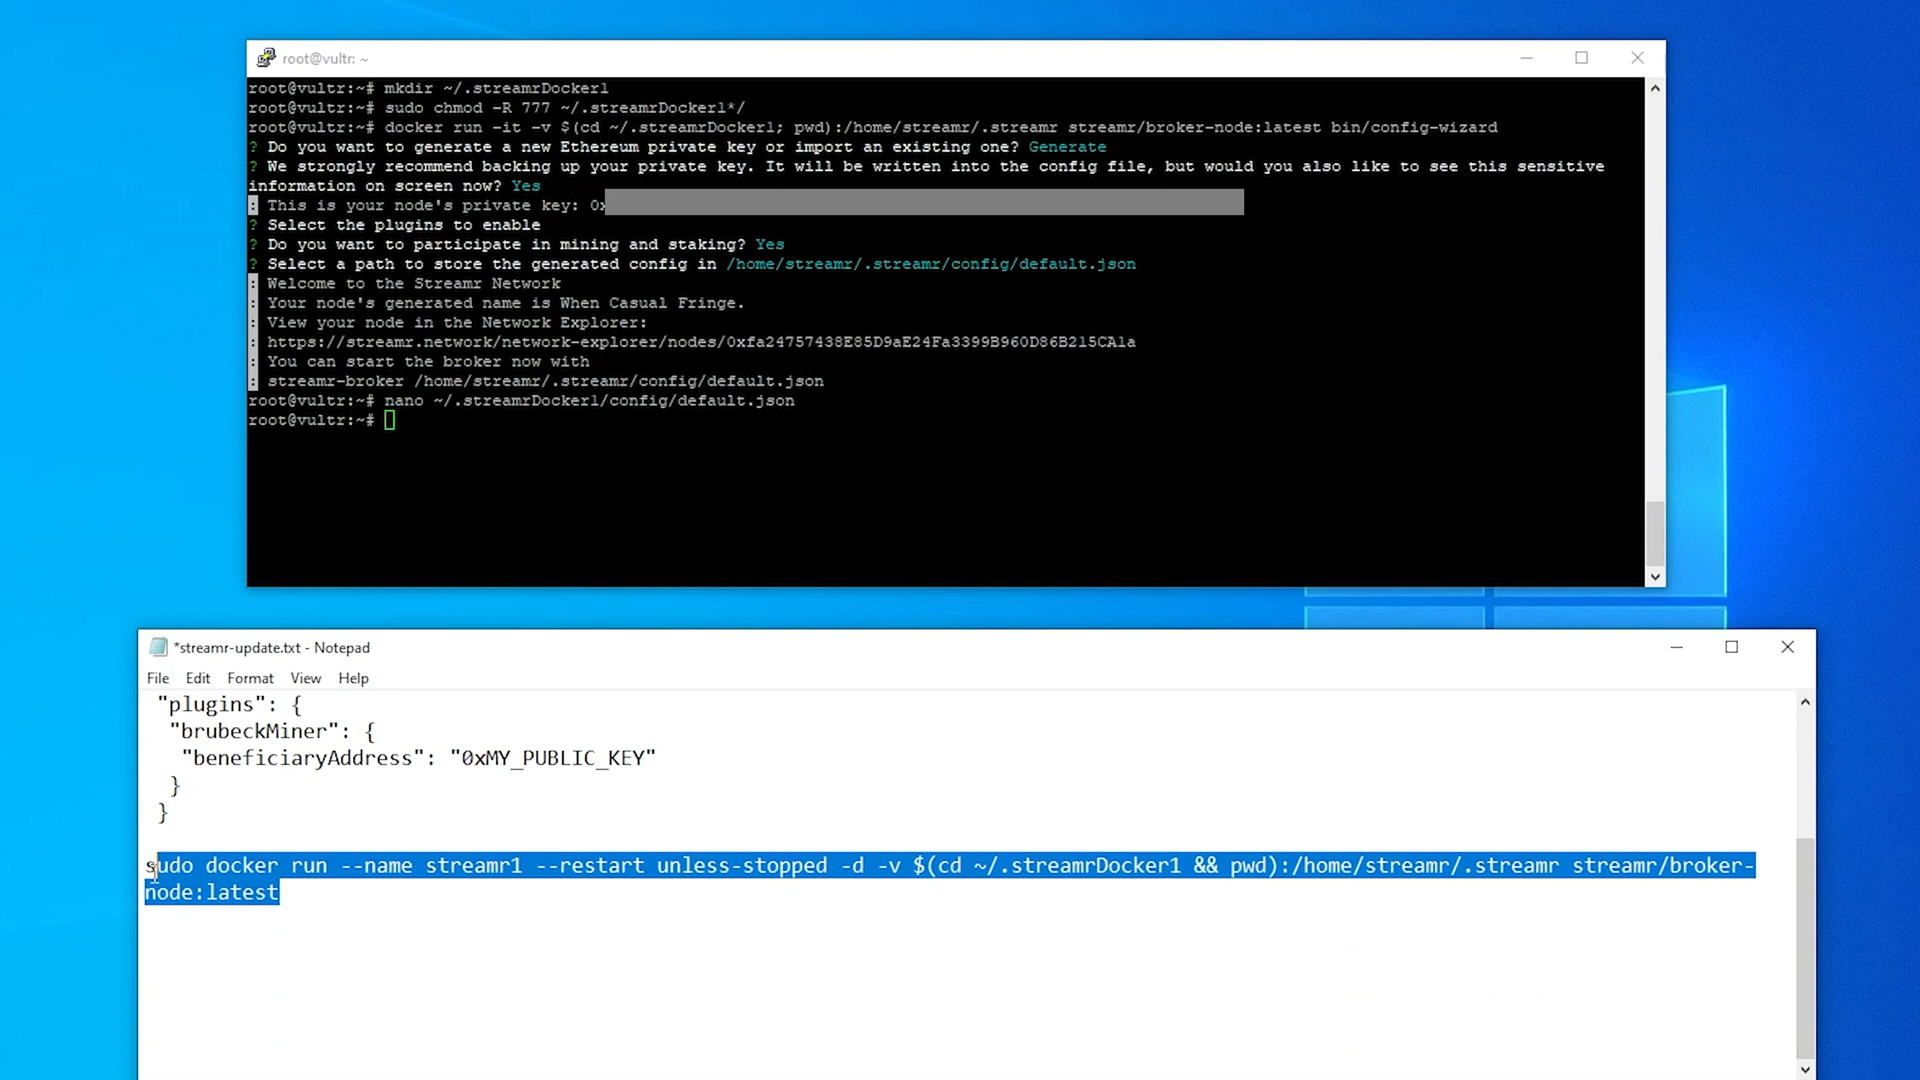 root@vultr: ~
root@vultr:~# mkdir ~/.streamrDocker1
root@vultr:~# sudo chmod -R 777 ~/.streamrDocker1*/
root@vultr:~# docker run -it -v $(cd ~/.streamrDocker1; pwd):/home/streamr/.streamr streamr/broker-node:latest bin/config-wizard
? Do you want to generate a new Ethereum private key or import an existing one? Generate
? We strongly recommend backing up your private key. It will be written into the config file, but would you also like to see this sensitive
information on screen now? Yes
: This is your node's private key: 0x
? Select the plugins to enable
? Do you want to participate in mining and staking? Yes
? Select a path to store the generated config in /home/streamr/.streamr/config/default.json
: Welcome to the Streamr Network
: Your node's generated name is When Casual Fringe.
: View your node in the Network Explorer:
: https://streamr.network/network-explorer/nodes/0xfa24757438E85D9aE24Fa3399B960D86B215CA1a
: You can start the broker now with
: streamr-broker /home/streamr/.streamr/config/default.json
root@vultr:~# nano ~/.streamrDocker1/config/default.json
root@vultr:~#
*streamr-update.txt - Notepad
File Edit Format View Help
"plugins": {
"brubeckMiner": {
"beneficiaryAddress": "0xMY_PUBLIC_KEY"
}
}
sudo docker run --name streamr1 --restart unless-stopped -d -v $(cd ~/.streamrDocker1 && pwd):/home/streamr/.streamr streamr/broker-
node:latest